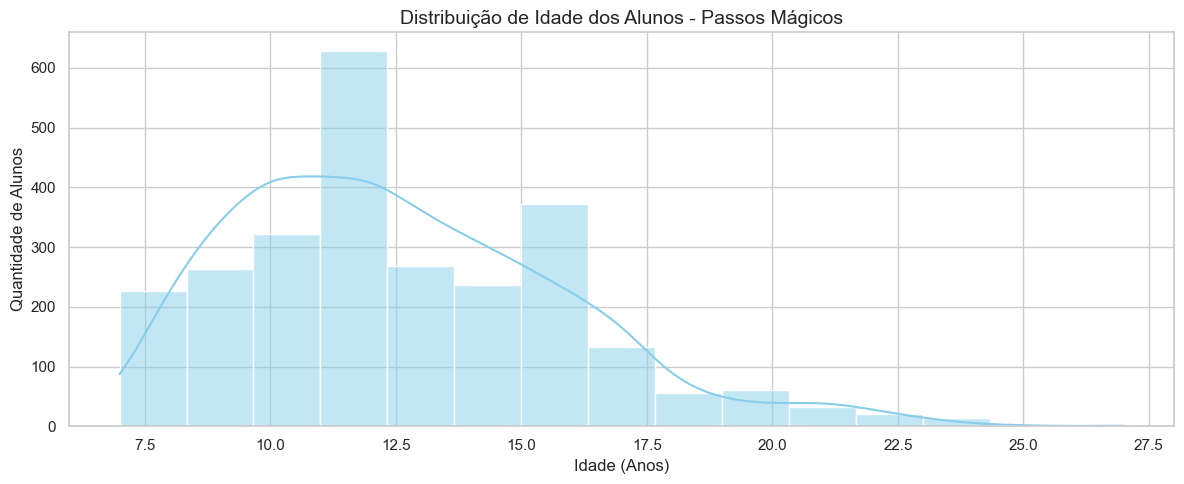 Distribuição de Idade dos Alunos - Passos Mágicos
Quantidade de Alunos
600
500
400
300
200
100
0
7.5 10.0 12.5 15.0 17.5 20.0 22.5 25.0 27.5
Idade (Anos)